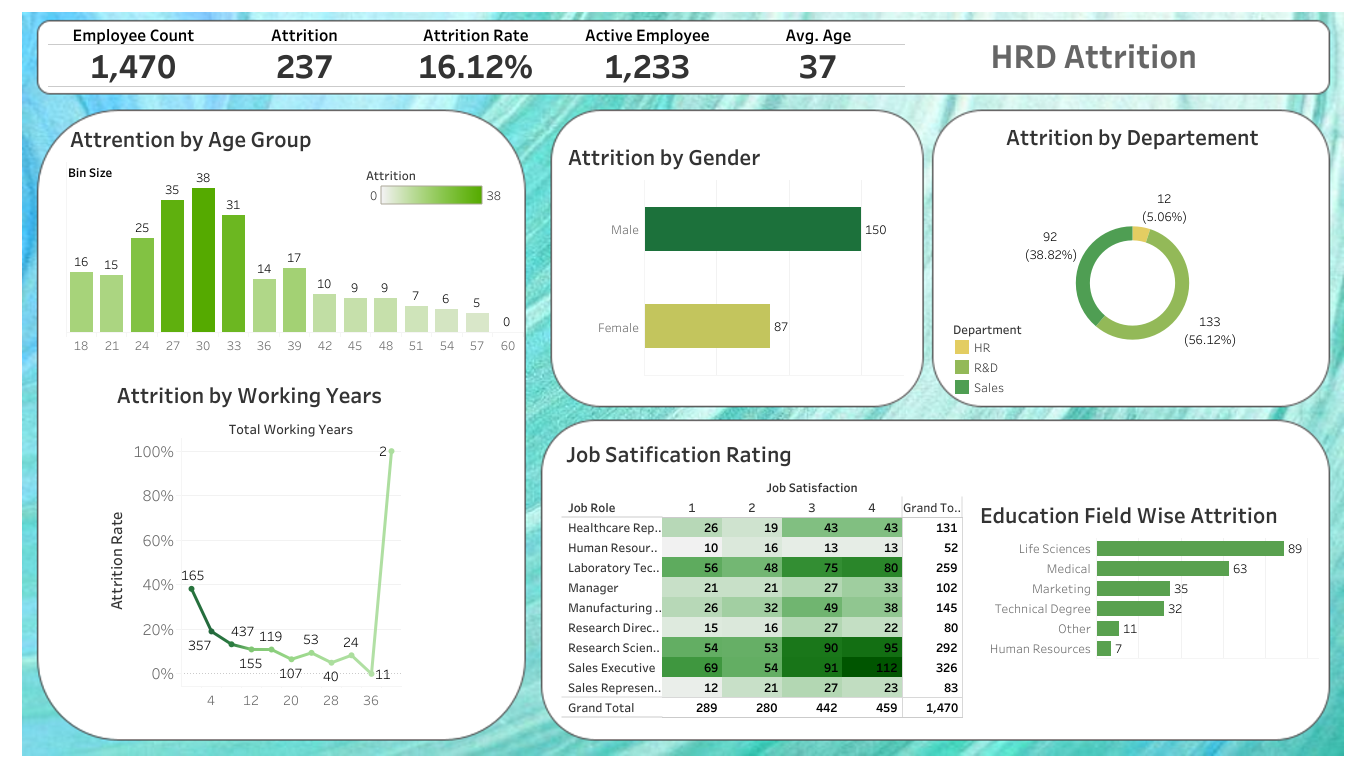 Employee Count Attrition Attrition Rate Active Employee Avg. Age
1,470 237 16.12% 1,233 37
HRD Attrition
Attrention by Age Group
Bin Size
Attrition
0 38
16 15 25 35 38 31 14 17 10 9 9 7 6 5 0
18 21 24 27 30 33 36 39 42 45 48 51 54 57 60
Attrition by Working Years
Total Working Years
Attrition Rate
100%
80%
60%
40%
20%
0%
165 357 437 155 119 107 53 40 24 11 2
4 12 20 28 36
Attrition by Gender
Male 150
Female 87
Attrition by Departement
12
(5.06%)
92
(38.82%)
133
(56.12%)
Department
HR
R&D
Sales
Job Satification Rating
Job Satisfaction
Job Role 1 2 3 4 Grand To..
Healthcare Rep.. 26 19 43 43 131
Human Resour.. 10 16 13 13 52
Laboratory Tec.. 56 48 75 80 259
Manager 21 21 27 33 102
Manufacturing .. 26 32 49 38 145
Research Direc.. 15 16 27 22 80
Research Scien.. 54 53 90 95 292
Sales Executive 69 54 91 112 326
Sales Represen.. 12 21 27 23 83
Grand Total 289 280 442 459 1,470
Education Field Wise Attrition
Life Sciences 89
Medical 63
Marketing 35
Technical Degree 32
Other 11
Human Resources 7